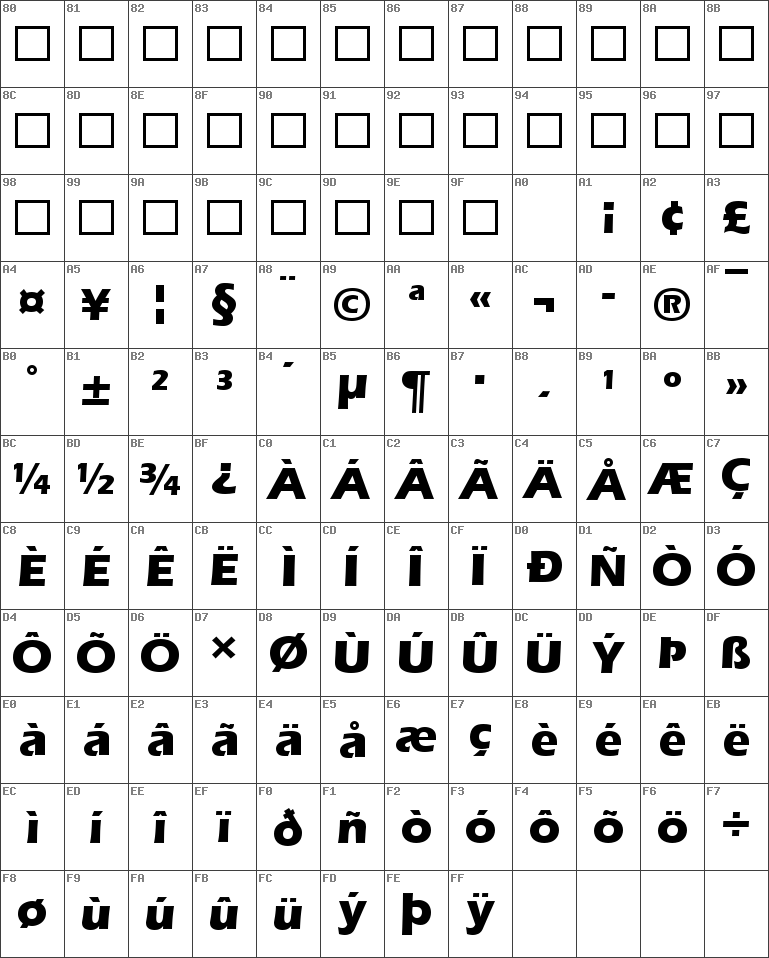 80 81 82 83 84 85 86 87 88 89 8A 8B
□ □ □ □ □ □ □ □ □ □ □ □
8C 8D 8E 8F 90 91 92 93 94 95 96 97
□ □ □ □ □ □ □ □ □ □ □ □
98 99 9A 9B 9C 9D 9E 9F A0 A1 A2 A3
□ □ □ □ □ □ □ □ ¡ ¢ £
A4 A5 A6 A7 A8 A9 AA AB AC AD AE AF
¤ ¥ ¦ § ¨ © ª « ¬ - ® ¯
B0 B1 B2 B3 B4 B5 B6 B7 B8 B9 BA BB
° ± ² ³ ´ µ ¶ · ¸ ¹ º »
BC BD BE BF C0 C1 C2 C3 C4 C5 C6 C7
¼ ½ ¾ ¿ À Á Â Ã Ä Å Æ Ç
C8 C9 CA CB CC CD CE CF D0 D1 D2 D3
È É Ê Ë Ì Í Î Ï Ð Ñ Ò Ó
D4 D5 D6 D7 D8 D9 DA DB DC DD DE DF
Ô Õ Ö × Ø Ù Ú Û Ü Ý Þ ß
E0 E1 E2 E3 E4 E5 E6 E7 E8 E9 EA EB
à á â ã ä å æ ç è é ê ë
EC ED EE EF F0 F1 F2 F3 F4 F5 F6 F7
ì í î ï ð ñ ò ó ô õ ö ÷
F8 F9 FA FB FC FD FE FF
ø ù ú û ü ý þ ÿ